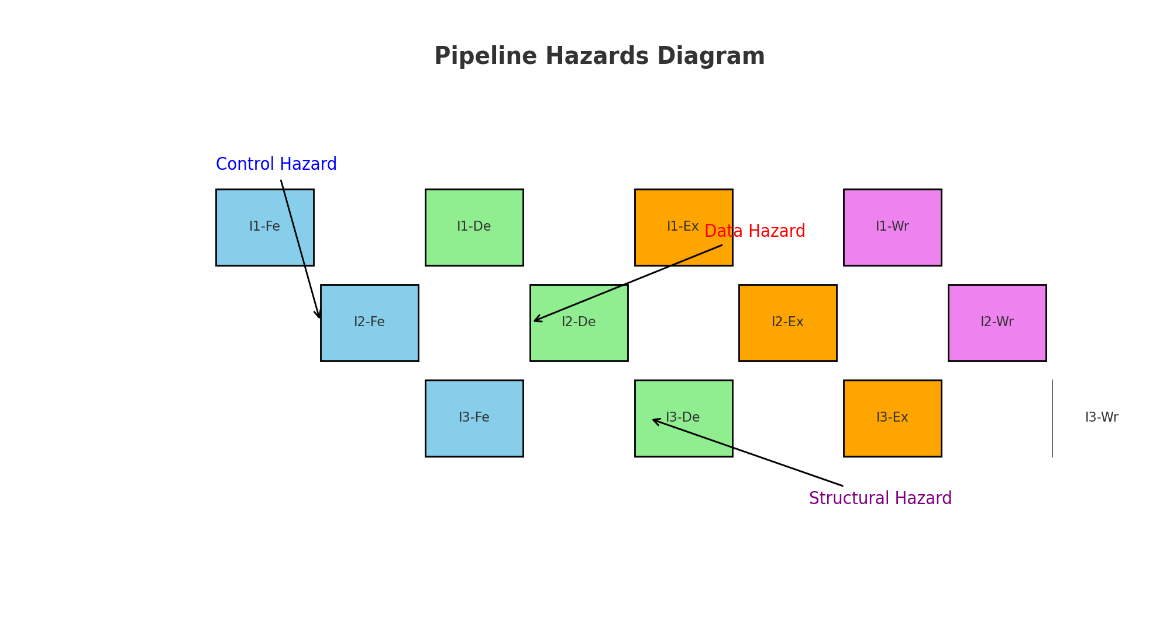 Pipeline Hazards Diagram
Control Hazard
I1-Fe
I1-De
I1-Ex
Data Hazard
I1-Wr
I2-Fe
I2-De
I2-Ex
I2-Wr
I3-Fe
I3-De
I3-Ex
I3-Wr
Structural Hazard